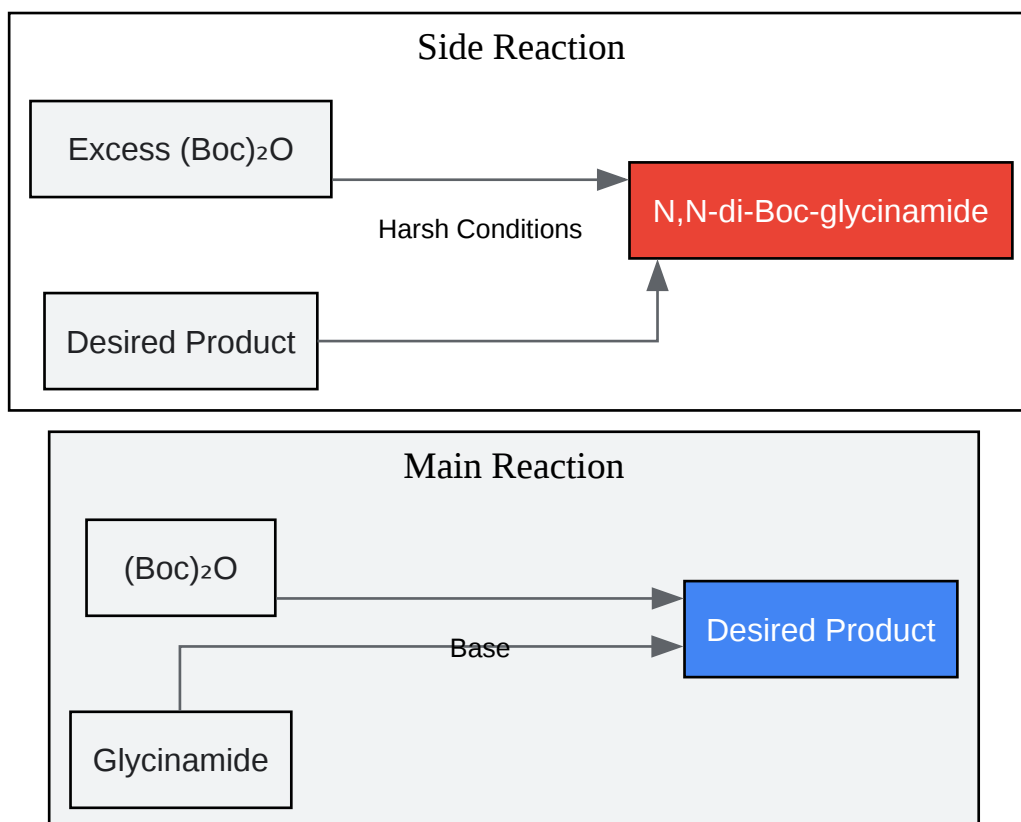 Side Reaction
Excess (Boc)₂O
N,N-di-Boc-glycinamide
Harsh Conditions
Desired Product
Main Reaction
(Boc)₂O
Desired Product
Base
Glycinamide